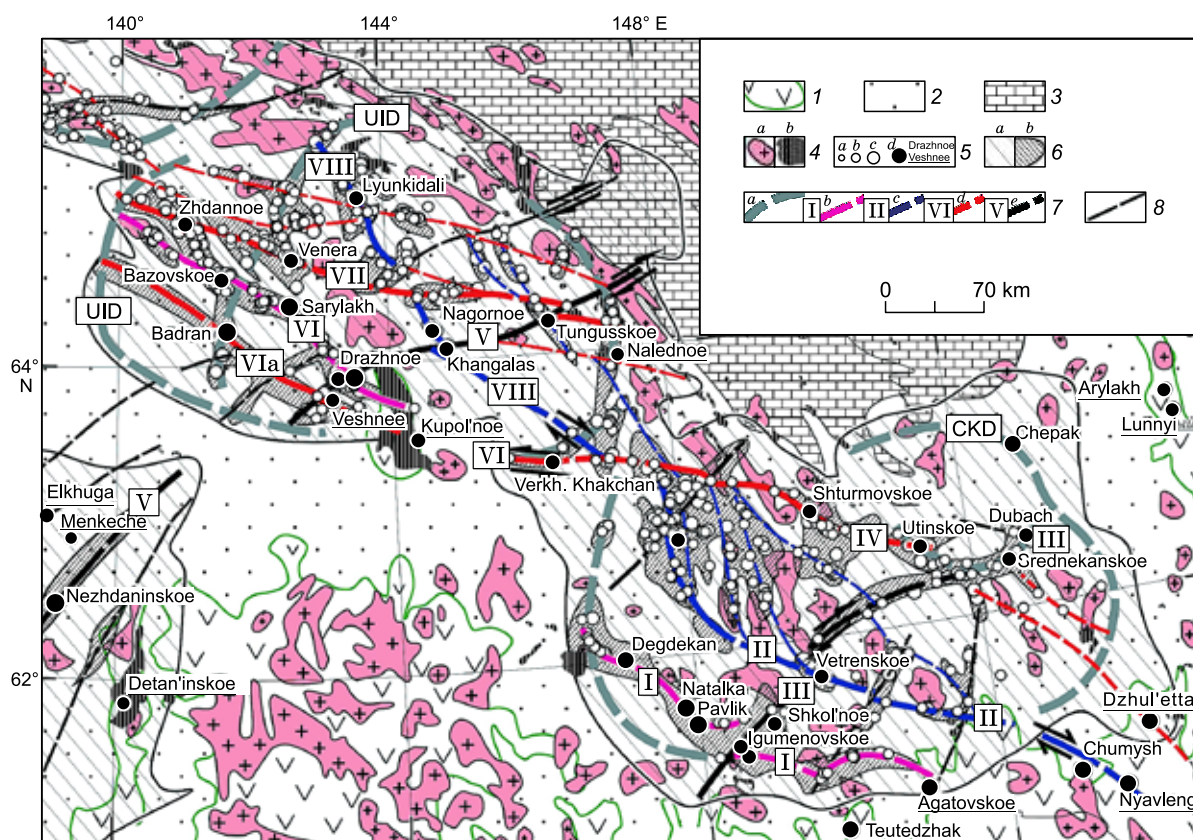 140°
144°
148° E
1
2
3
a b
4
a b c d
Drazhnoe
Veshnee
5
a b
6
a I b II c VI d V e
7
8
0 70 km
UID
VIII
Lyunkidali
Zhdannoe
Venera
VII
Bazovskoe
UID
Sarylakh
VI
Nagornoe
V
Tungusskoe
Badran
VIa
Drazhnoe
Khangalas
Nalednoe
64°
N
VIII
Veshnee
Kupol'noe
Arylakh
Lunnyi
CKD
Chepak
VI
Verkh. Khakchan
Elkhuga
V
Menkeche
Shturmovskoe
IV
Utinskoe
Dubach
III
Srednekanskoe
Nezhdaninskoe
Degdekan
II
Vetrenskoe
62°
I
Detan'inskoe
Natalka
Pavlik
III
Shkol'noe
II
Dzhul'etta
Igumenovskoe
I
Chumysh
Agatovskoe
Nyavleng
Teutedzhak